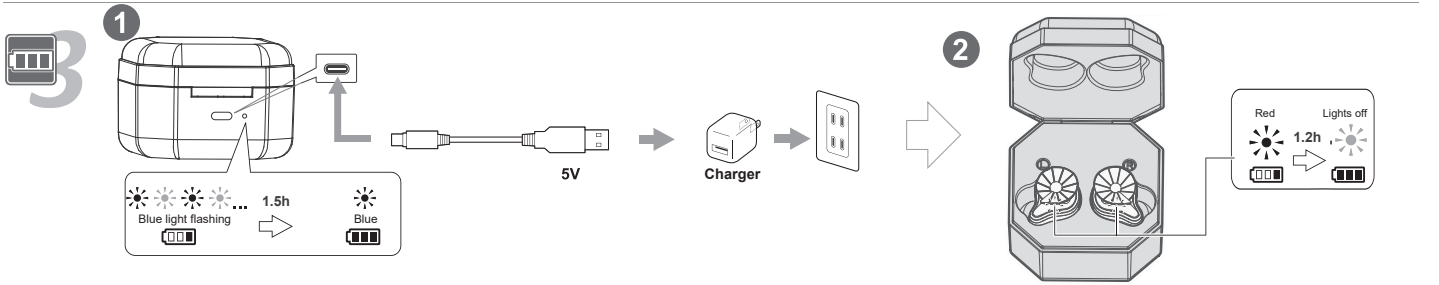 3
1
5V
Charger
Blue light flashing
...
1.5h
Blue
2
L
R
Red
1.2h
Lights off